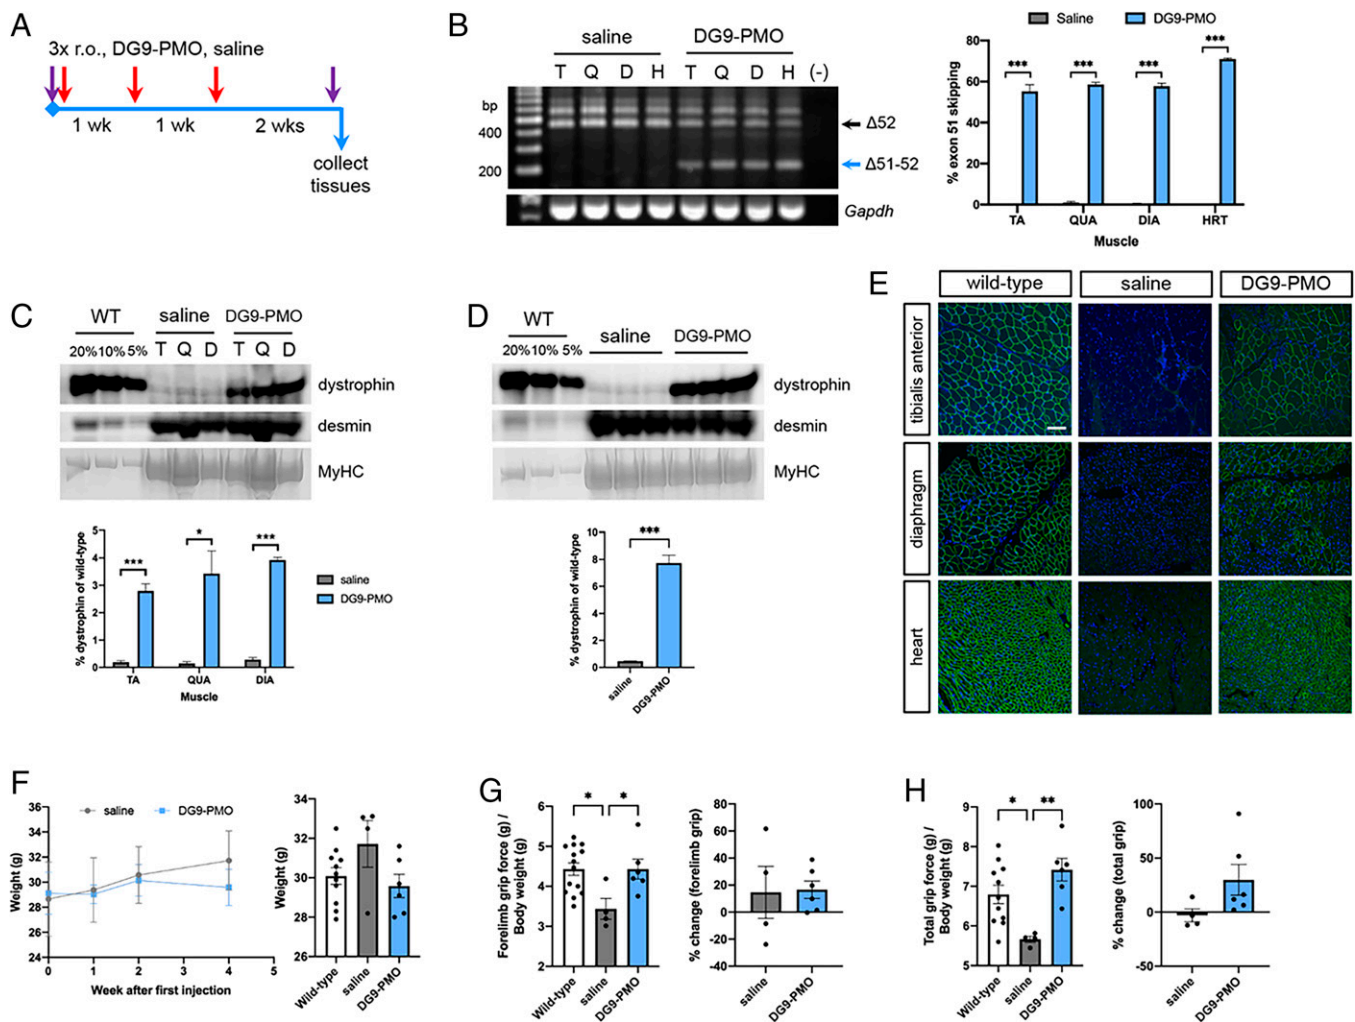 A
3x r.o., DG9-PMO, saline
1 wk
1 wk
2 wks
collect
tissues
B
saline
DG9-PMO
T Q D H T Q D H (-)
bp
400
200
Δ52
Δ51-52
Gapdh
Saline
DG9-PMO
% exon 51 skipping
80
60
40
20
0
***
***
***
***
TA QUA DIA HRT
Muscle
C
WT
saline
DG9-PMO
20% 10% 5% T Q D T Q D
dystrophin
desmin
MyHC
% dystrophin of wild-type
5
4
3
2
1
0
***
*
***
TA QUA DIA
Muscle
saline
DG9-PMO
D
WT
saline
DG9-PMO
20% 10% 5%
dystrophin
desmin
MyHC
% dystrophin of wild-type
10
8
6
4
2
0
***
saline
DG9-PMO
E
wild-type
saline
DG9-PMO
tibialis anterior
diaphragm
heart
F
Weight (g)
36
34
32
30
28
26
24
saline
DG9-PMO
0 1 2 3 4 5
Week after first injection
Weight (g)
34
32
30
28
26
Wild-type
saline
DG9-PMO
G
Forelimb grip force (g) /
Body weight (g)
6
5
4
3
2
*
*
Wild-type
saline
DG9-PMO
% change (forelimb grip)
80
60
40
20
0
-20
-40
saline
DG9-PMO
H
Total grip force (g) /
Body weight (g)
9
8
7
6
5
*
**
Wild-type
saline
DG9-PMO
% change (total grip)
100
50
0
-50
saline
DG9-PMO